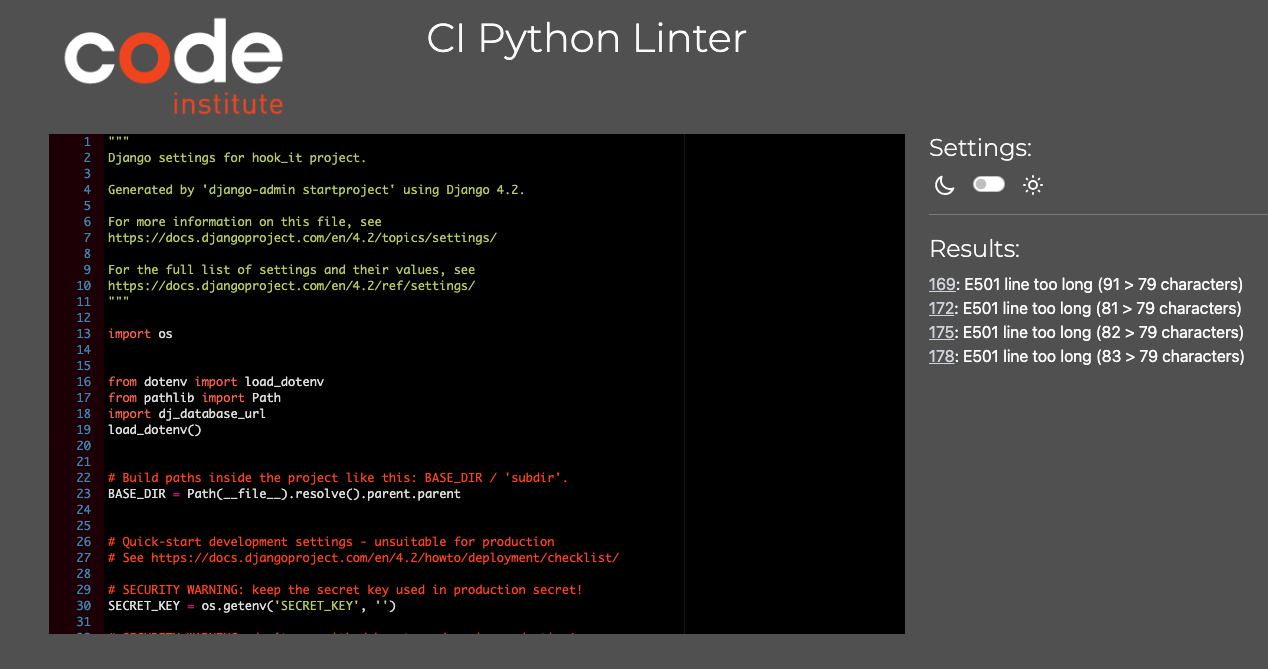 code
institute
CI Python Linter
1 """
2 Django settings for hook_it project.
3
4 Generated by 'django-admin startproject' using Django 4.2.
5
6 For more information on this file, see
7 https://docs.djangoproject.com/en/4.2/topics/settings/
8
9 For the full list of settings and their values, see
10 https://docs.djangoproject.com/en/4.2/ref/settings/
11 """
12
13 import os
14
15
16 from dotenv import load_dotenv
17 from pathlib import Path
18 import dj_database_url
19 load_dotenv()
20
21
22 # Build paths inside the project like this: BASE_DIR / 'subdir'.
23 BASE_DIR = Path(__file__).resolve().parent.parent
24
25
26 # Quick-start development settings - unsuitable for production
27 # See https://docs.djangoproject.com/en/4.2/howto/deployment/checklist/
28
29 # SECURITY WARNING: keep the secret key used in production secret!
30 SECRET_KEY = os.getenv('SECRET_KEY', '')
31
Settings:
Results:
169: E501 line too long (91 > 79 characters)
172: E501 line too long (81 > 79 characters)
175: E501 line too long (82 > 79 characters)
178: E501 line too long (83 > 79 characters)